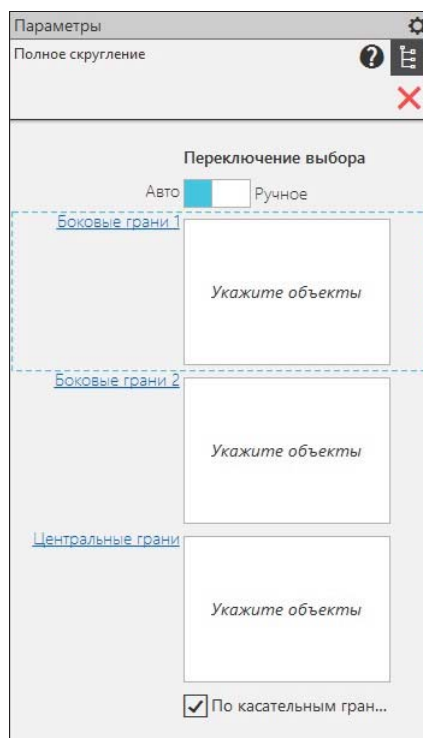 Параметры
Полное скругление
Переключение выбора
Авто Ручное
Боковые грани 1
Укажите объекты
Боковые грани 2
Укажите объекты
Центральные грани
Укажите объекты
По касательным гран...